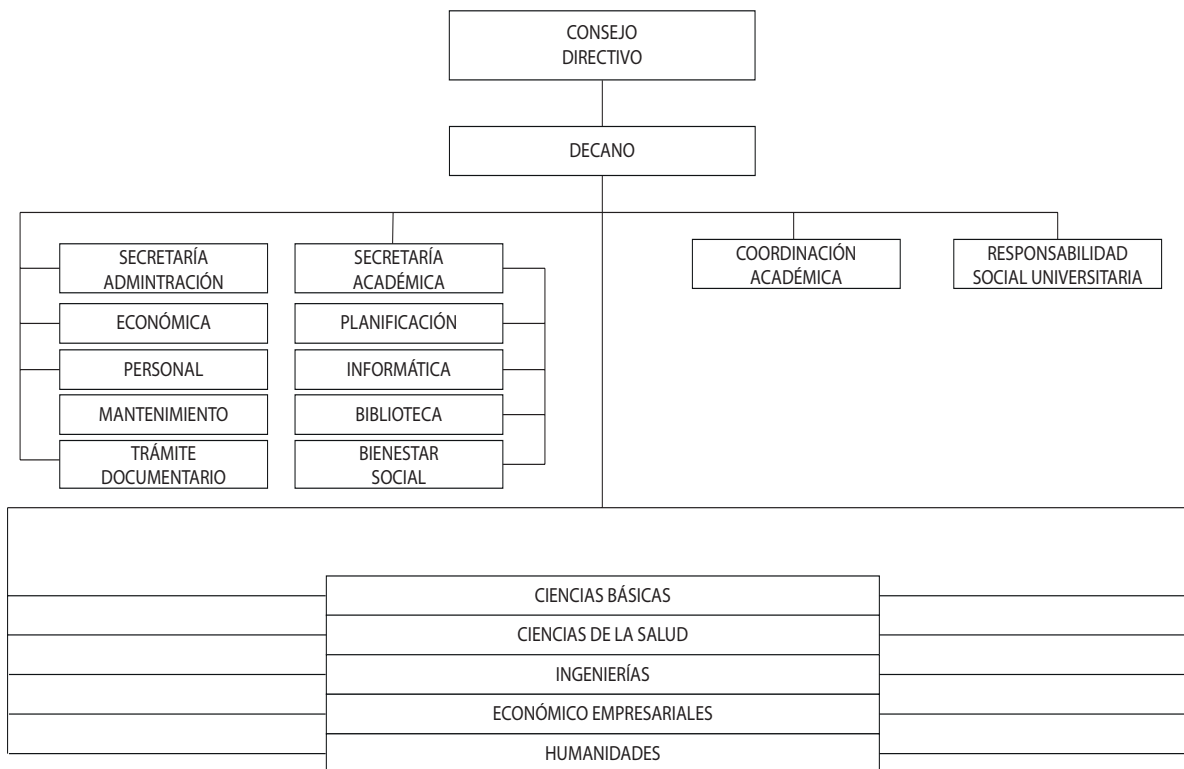 CONSEJO
DIRECTIVO
DECANO
SECRETARÍA
ADMINTRACIÓN
SECRETARÍA
ACADÉMICA
COORDINACIÓN
ACADÉMICA
RESPONSABILIDAD
SOCIAL UNIVERSITARIA
ECONÓMICA
PLANIFICACIÓN
PERSONAL
INFORMÁTICA
MANTENIMIENTO
BIBLIOTECA
TRÁMITE
DOCUMENTARIO
BIENESTAR
SOCIAL
CIENCIAS BÁSICAS
CIENCIAS DE LA SALUD
INGENIERÍAS
ECONÓMICO EMPRESARIALES
HUMANIDADES